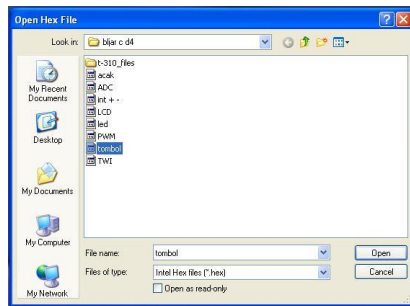 Open Hex File
Look in:
bljar c d4
t-310_files
acak
ADC
int + -
LCD
led
PWM
tombol
TWI
My Recent
Documents
Desktop
My Documents
My Computer
My Network
File name:
tombol
Open
Files of type:
Intel Hex files (*.hex)
Cancel
Open as read-only